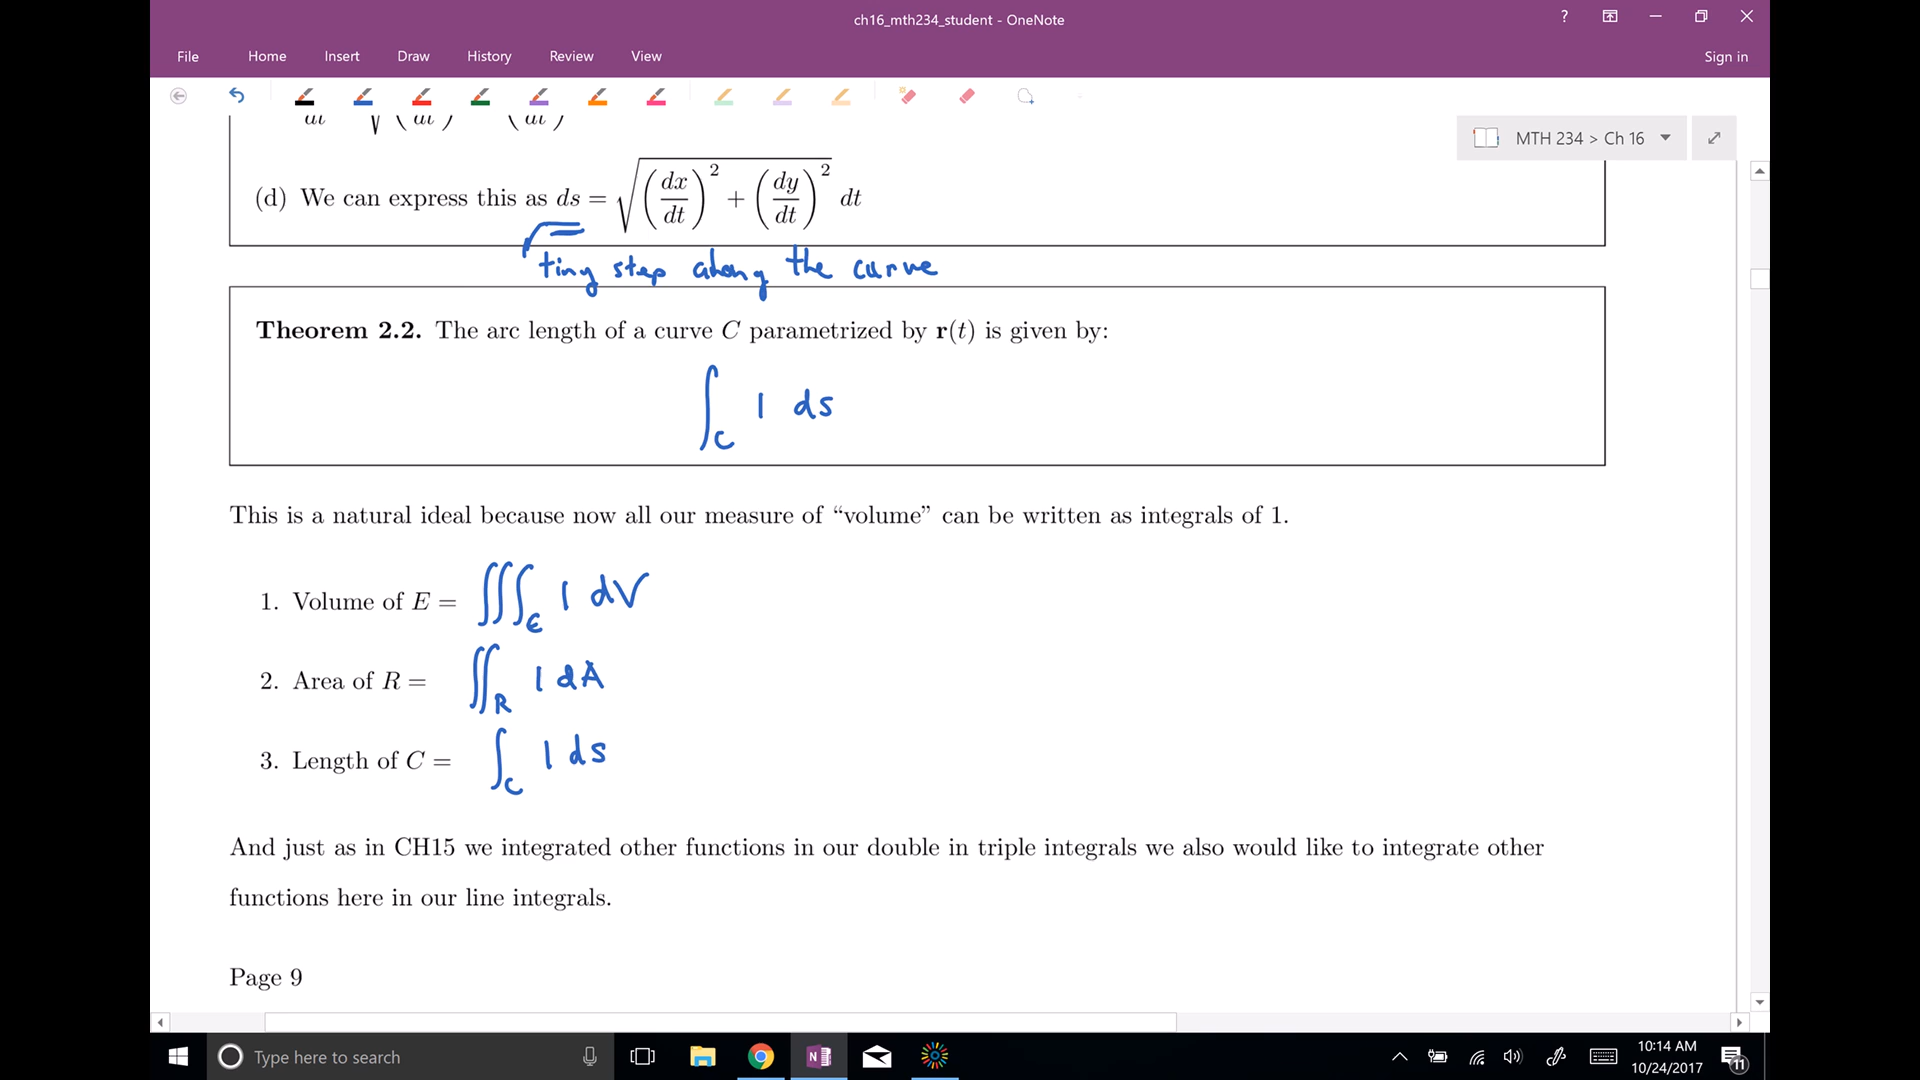 ch16_mth234_student - OneNote
?
File Home Insert Draw History Review View Sign in
MTH 234 > Ch 16
(d) We can express this as ds = √((dx/dt)² + (dy/dt)²) dt
tiny step along the curve
Theorem 2.2. The arc length of a curve C parametrized by r(t) is given by:
∫_C 1 ds
This is a natural ideal because now all our measure of “volume” can be written as integrals of 1.
1. Volume of E = ∭_E 1 dV
2. Area of R = ∬_R 1 dA
3. Length of C = ∫_C 1 ds
And just as in CH15 we integrated other functions in our double in triple integrals we also would like to integrate other
functions here in our line integrals.
Page 9
Type here to search
10:14 AM
10/24/2017
11